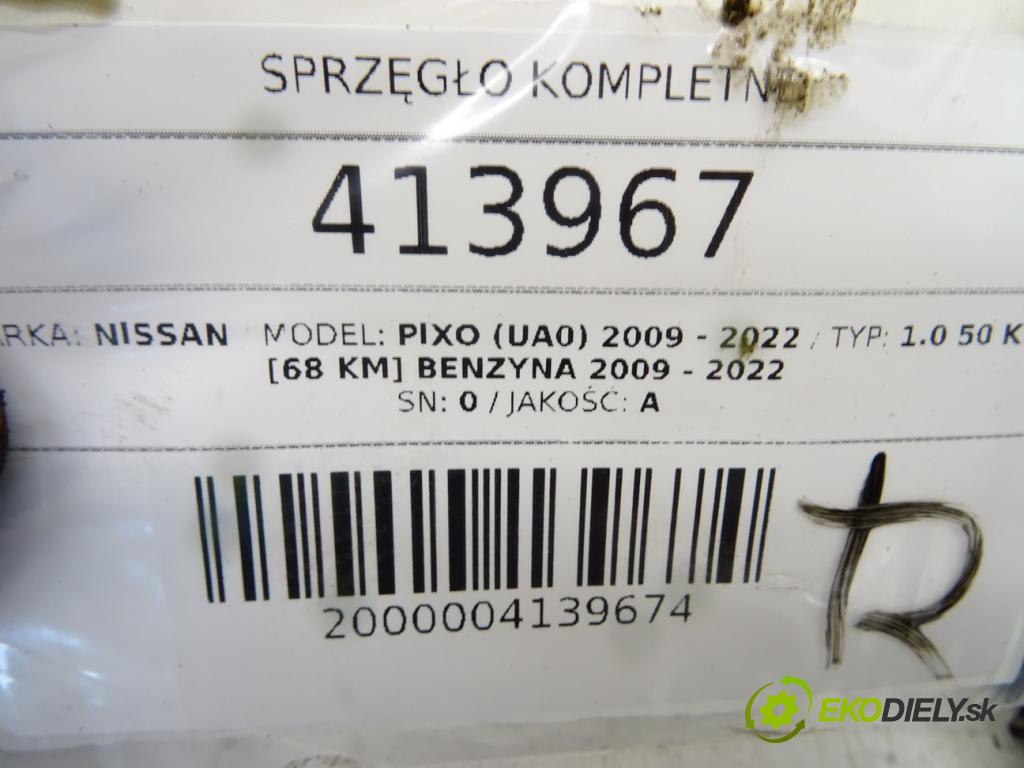 SPRZĘGŁO KOMPLETN
413967
ARKA: NISSAN MODEL: PIXO (UA0) 2009 - 2022 / TYP: 1.0 50 K
[68 KM] BENZYNA 2009 - 2022
SN: 0 / JAKOŚĆ: A
2000004139674
R
EKODIELY.sk